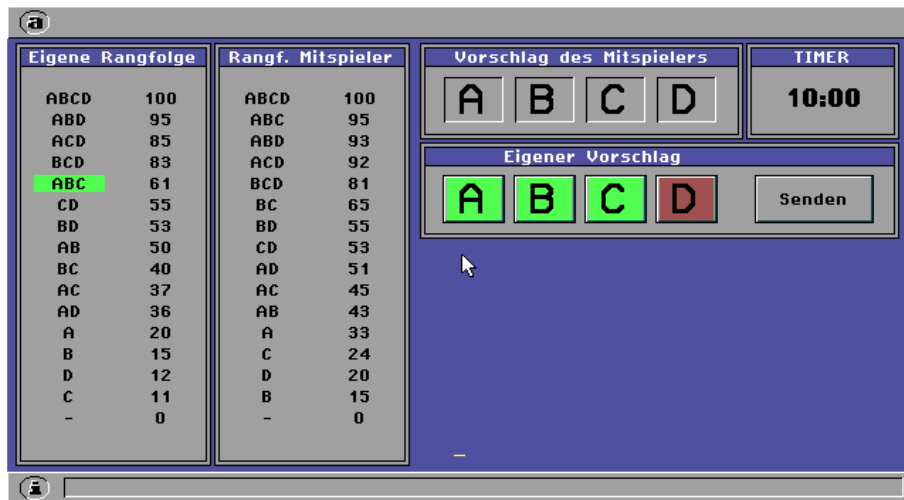 a
Eigene Rangfolge
ABCD 100
ABD 95
ACD 85
BCD 83
ABC 61
CD 55
BD 53
AB 50
BC 40
AC 37
AD 36
A 20
B 15
D 12
C 11
- 0
Rangf. Mitspieler
ABCD 100
ABC 95
ABD 93
ACD 92
BCD 81
BC 65
BD 55
CD 53
AD 51
AC 45
AB 43
A 33
C 24
D 20
B 15
- 0
Vorschlag des Mitspielers
A B C D
TIMER
10:00
Eigener Vorschlag
A B C D Senden
_
i